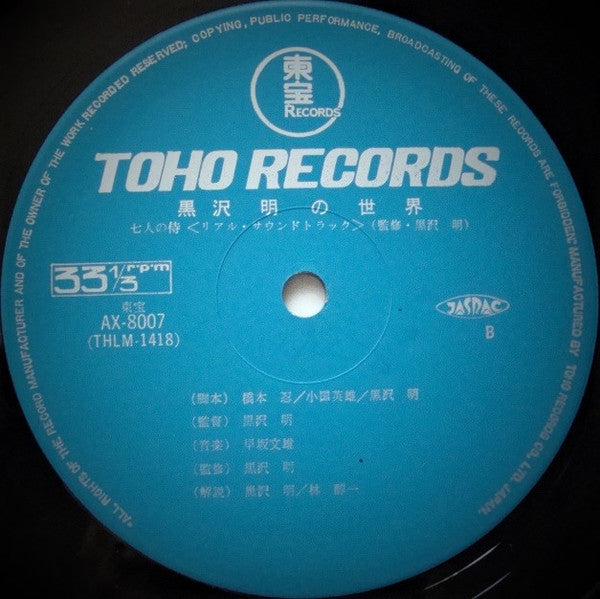 *ALL RIGHTS OF THE RECORD MANUFACTURER AND OF THE OWNER OF THE WORK RECORDED RESERVED; COPYING, PUBLIC PERFORMANCE, BROADCASTING OF THESE RECORDS ARE FORBIDDEN: MANUFACTURED BY TOHO RECORDS CO., LTD. JAPAN.
東宝
RECORDS
TOHO RECORDS
黒沢明の世界
七人の侍<リアル・サウンドトラック>(監修・黒沢 明)
33 1/3 rpm
東宝
AX-8007
(THLM-1418)
JASRAC
B
(脚本) 橋本 忍/小国英雄/黒沢 明
(監督) 黒沢 明
(音楽) 早坂文雄
(監修) 黒沢 明
(解説) 黒沢 明/林 醇一